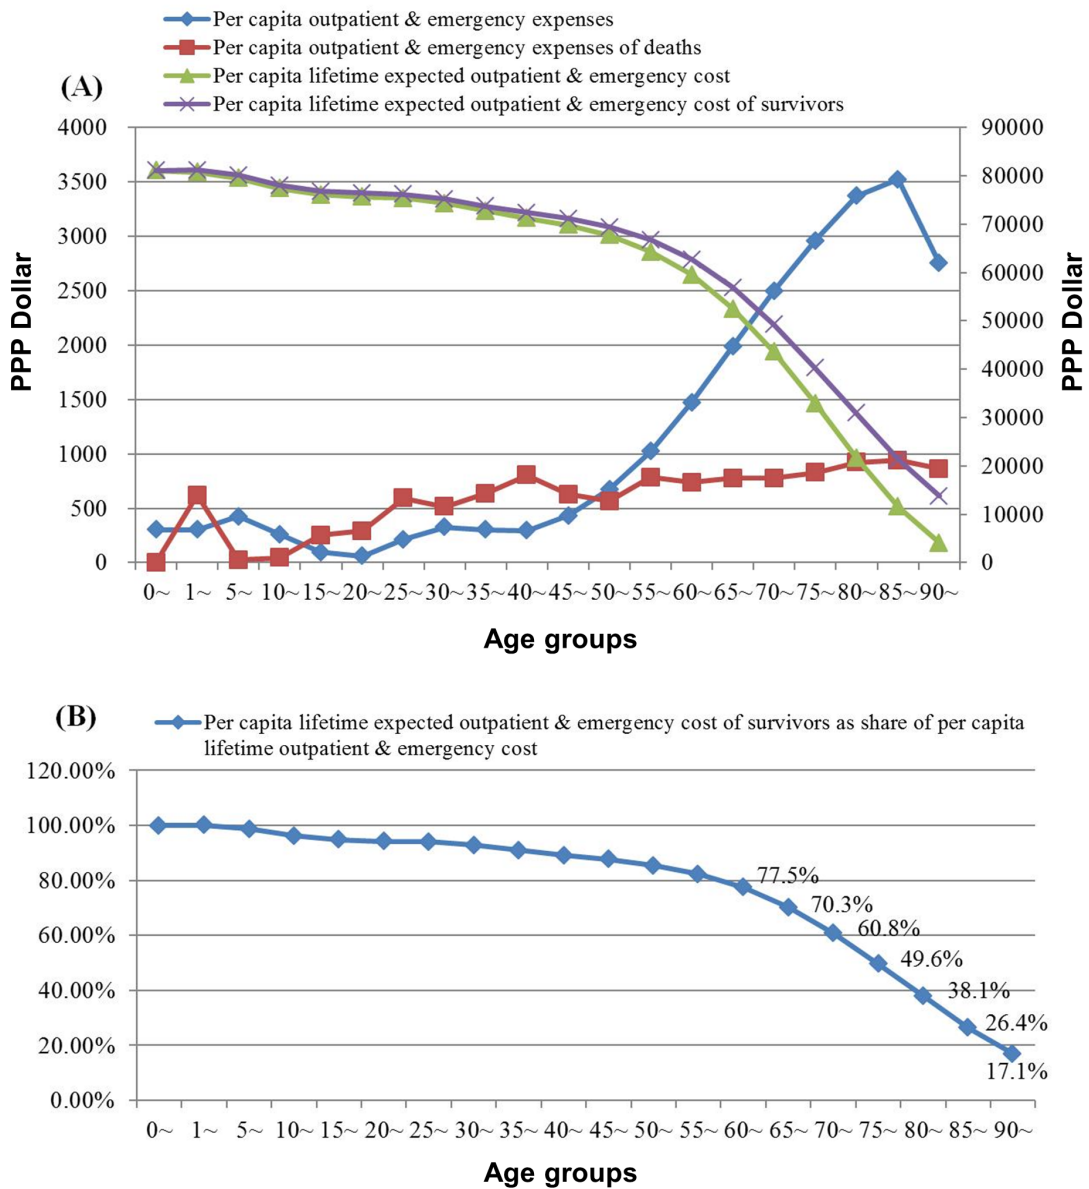 Per capita outpatient & emergency expenses
Per capita outpatient & emergency expenses of deaths
Per capita lifetime expected outpatient & emergency cost
Per capita lifetime expected outpatient & emergency cost of survivors
(A)
4000 90000
3500 80000
3000 70000
2500 60000
2000 50000
1500 40000
1000 30000
500 20000
0 10000
0
PPP Dollar
PPP Dollar
0~ 1~ 5~ 10~ 15~ 20~ 25~ 30~ 35~ 40~ 45~ 50~ 55~ 60~ 65~ 70~ 75~ 80~ 85~ 90~
Age groups
(B)
Per capita lifetime expected outpatient & emergency cost of survivors as share of per capita
lifetime outpatient & emergency cost
120.00%
100.00%
80.00%
60.00%
40.00%
20.00%
0.00%
77.5%
70.3%
60.8%
49.6%
38.1%
26.4%
17.1%
0~ 1~ 5~ 10~ 15~ 20~ 25~ 30~ 35~ 40~ 45~ 50~ 55~ 60~ 65~ 70~ 75~ 80~ 85~ 90~
Age groups